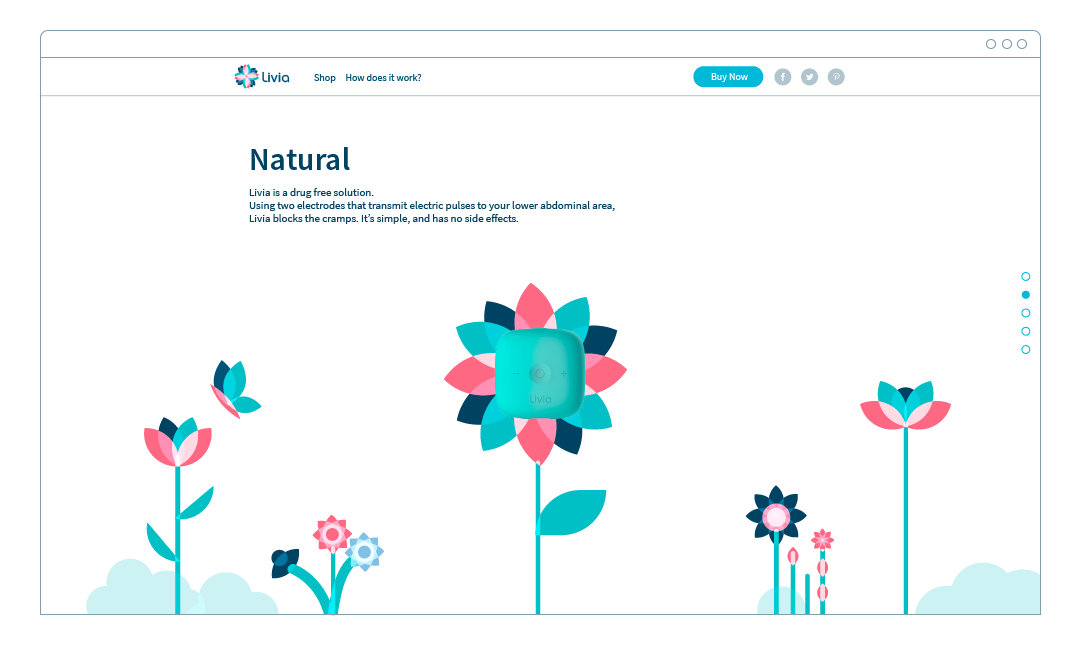 Livia
Shop
How does it work?
Buy Now
Natural
Livia is a drug free solution.
Using two electrodes that transmit electric pulses to your lower abdominal area,
Livia blocks the cramps. It's simple, and has no side effects.
Livia